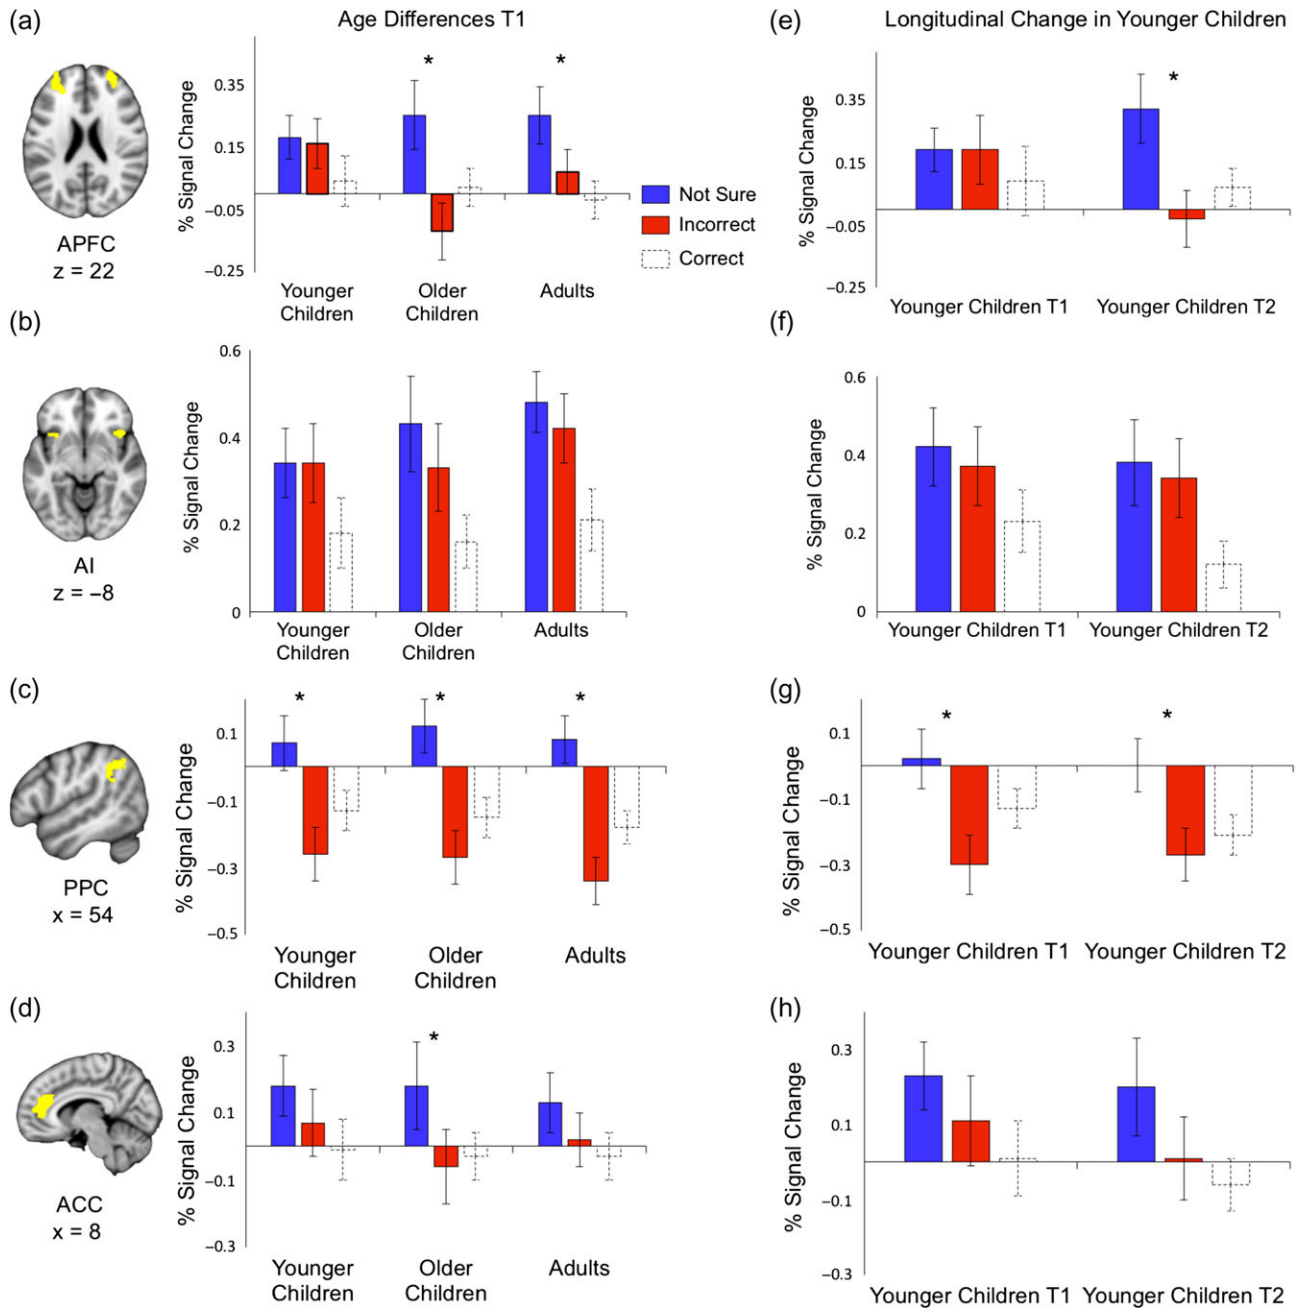 (a)
Age Differences T1
% Signal Change
0.35
0.15
−0.05
−0.25
*
*
APFC
z = 22
Younger
Children
Older
Children
Adults
Not Sure
Incorrect
Correct
(e)
Longitudinal Change in Younger Children
% Signal Change
0.35
0.15
−0.05
−0.25
*
Younger Children T1
Younger Children T2
(b)
% Signal Change
0.6
0.4
0.2
0
AI
z = −8
Younger
Children
Older
Children
Adults
(f)
% Signal Change
0.6
0.4
0.2
0
Younger Children T1
Younger Children T2
(c)
% Signal Change
0.1
−0.1
−0.3
−0.5
*
*
*
PPC
x = 54
Younger
Children
Older
Children
Adults
(g)
% Signal Change
0.1
−0.1
−0.3
−0.5
*
*
Younger Children T1
Younger Children T2
(d)
% Signal Change
0.3
0.1
−0.1
−0.3
*
ACC
x = 8
Younger
Children
Older
Children
Adults
(h)
% Signal Change
0.3
0.1
−0.1
−0.3
Younger Children T1
Younger Children T2